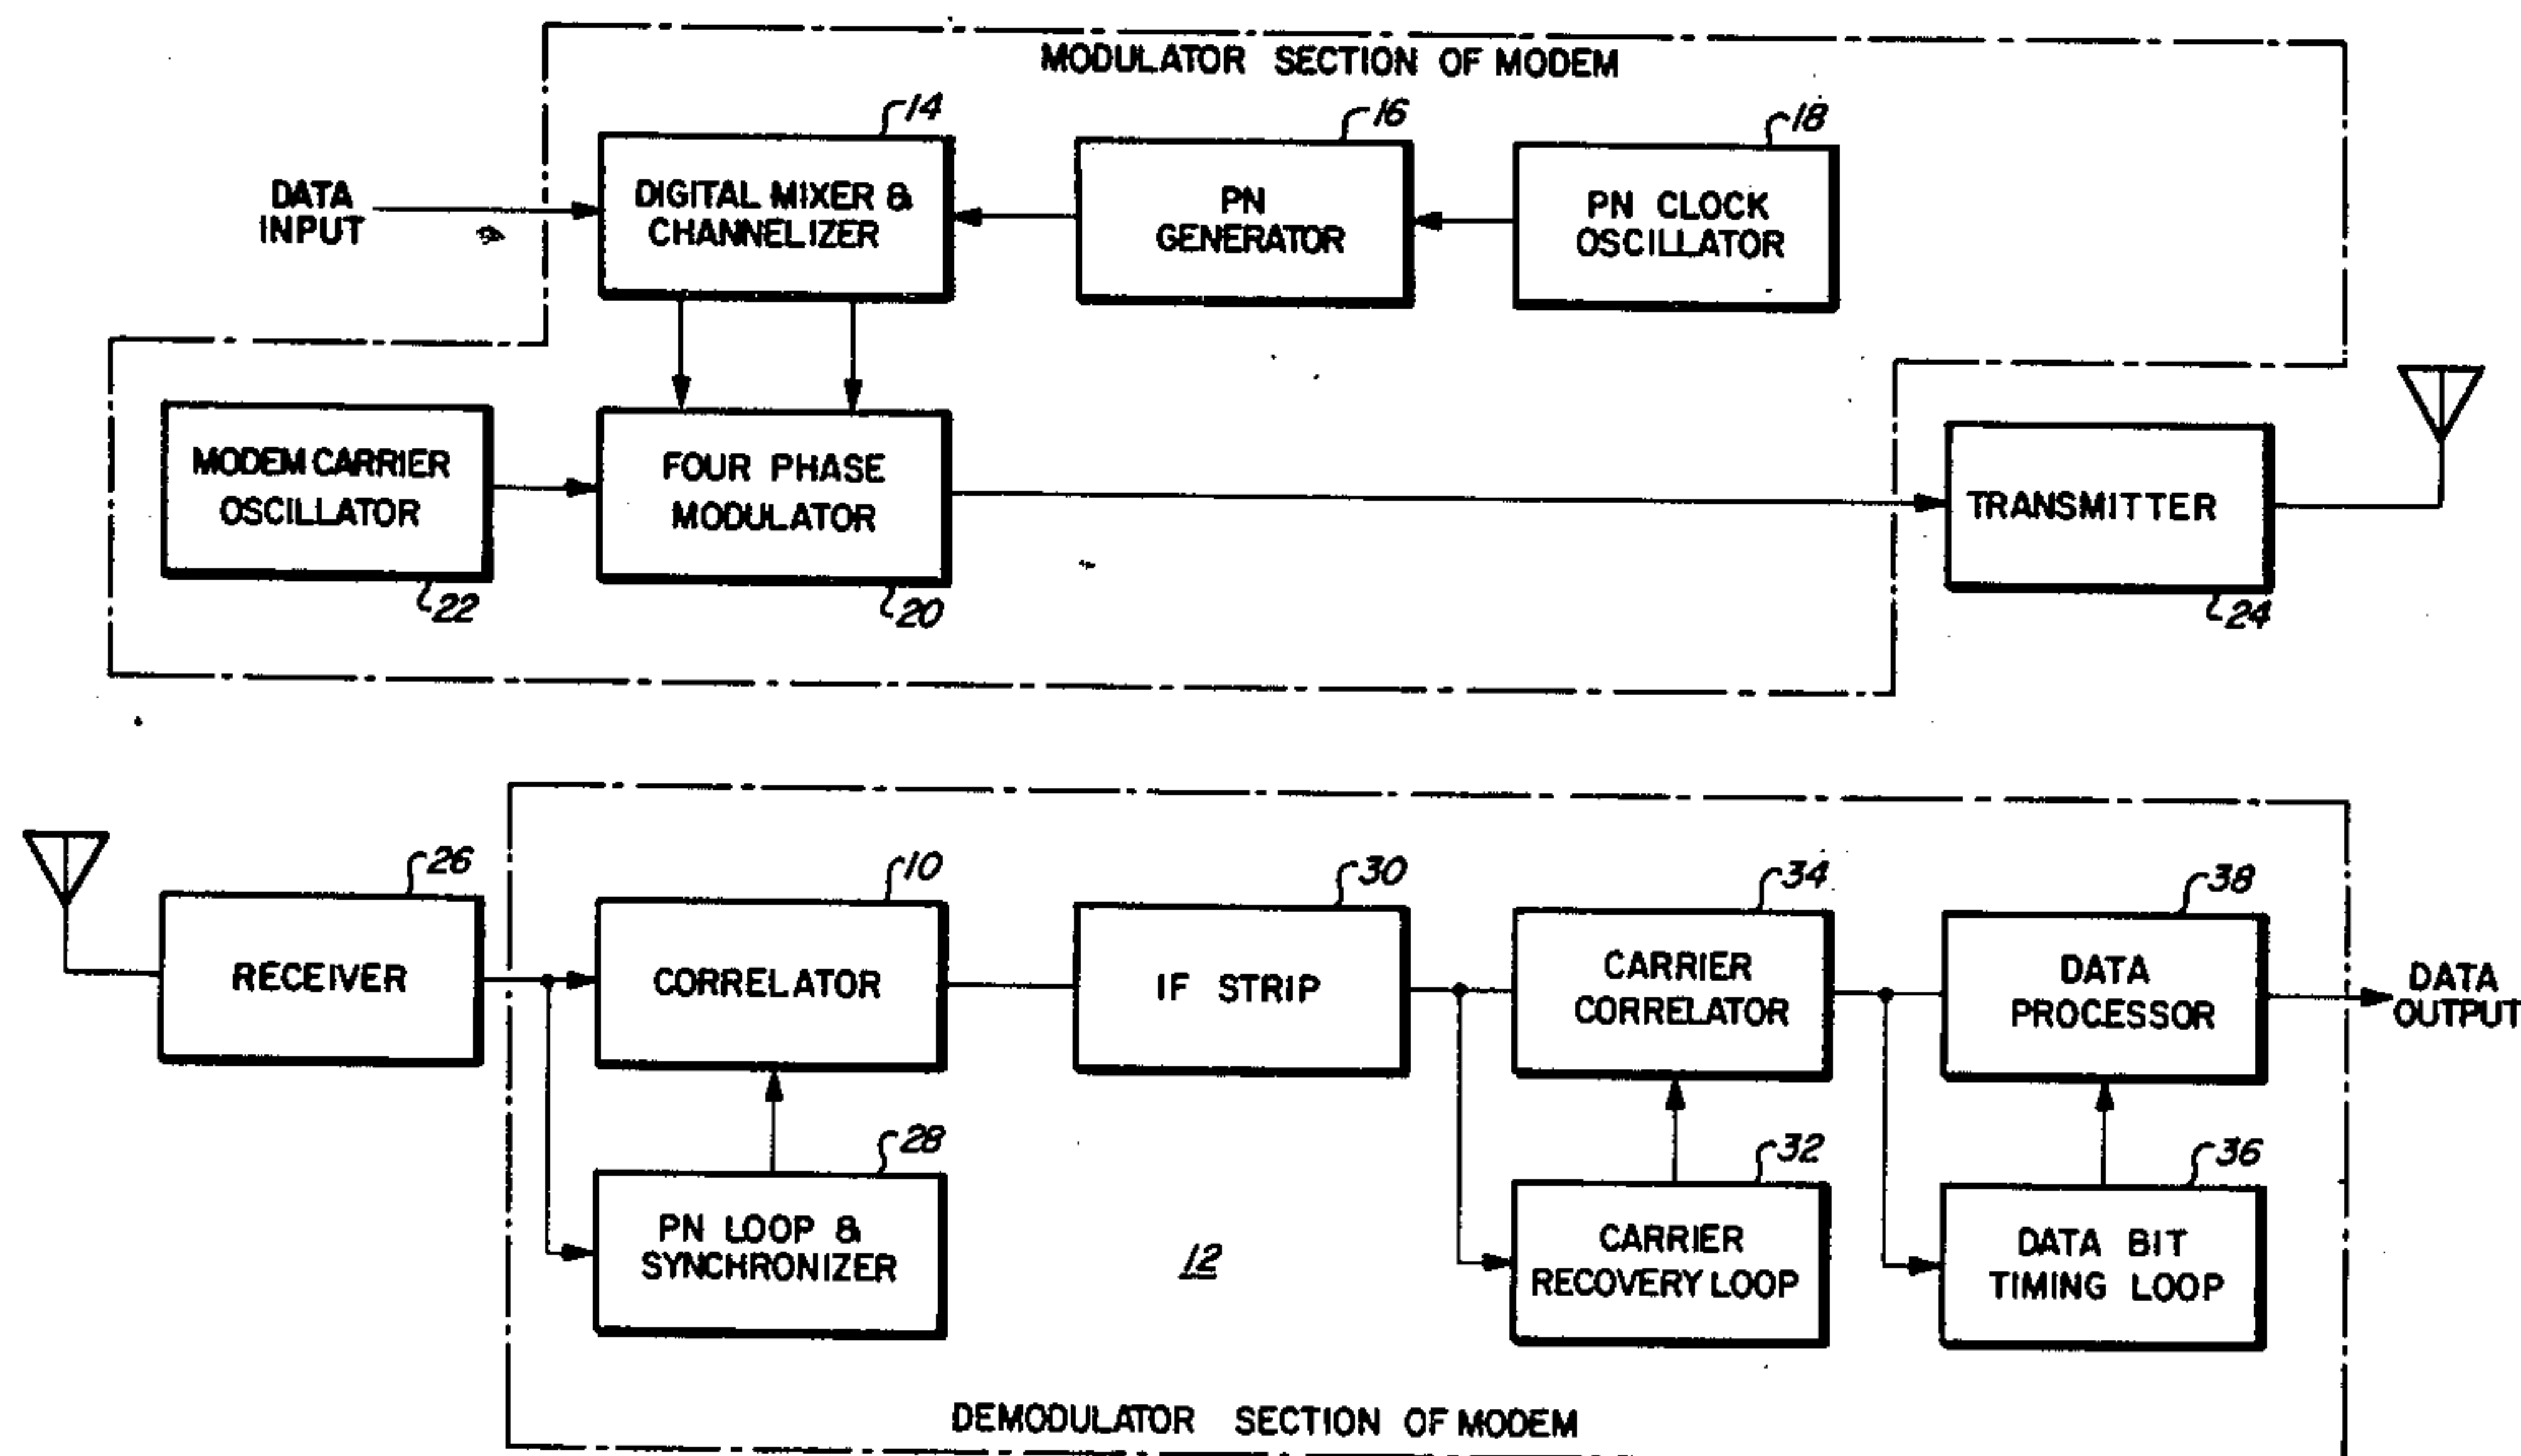 MODULATOR SECTION OF MODEM
14
16
18
DATA
INPUT
DIGITAL MIXER &
CHANNELIZER
PN
GENERATOR
PN CLOCK
OSCILLATOR
MODEM CARRIER
OSCILLATOR
22
FOUR PHASE
MODULATOR
20
TRANSMITTER
24
26
RECEIVER
10
CORRELATOR
30
IF STRIP
34
CARRIER
CORRELATOR
38
DATA
PROCESSOR
DATA
OUTPUT
28
PN LOOP &
SYNCHRONIZER
12
32
CARRIER
RECOVERY LOOP
36
DATA BIT
TIMING LOOP
DEMODULATOR SECTION OF MODEM